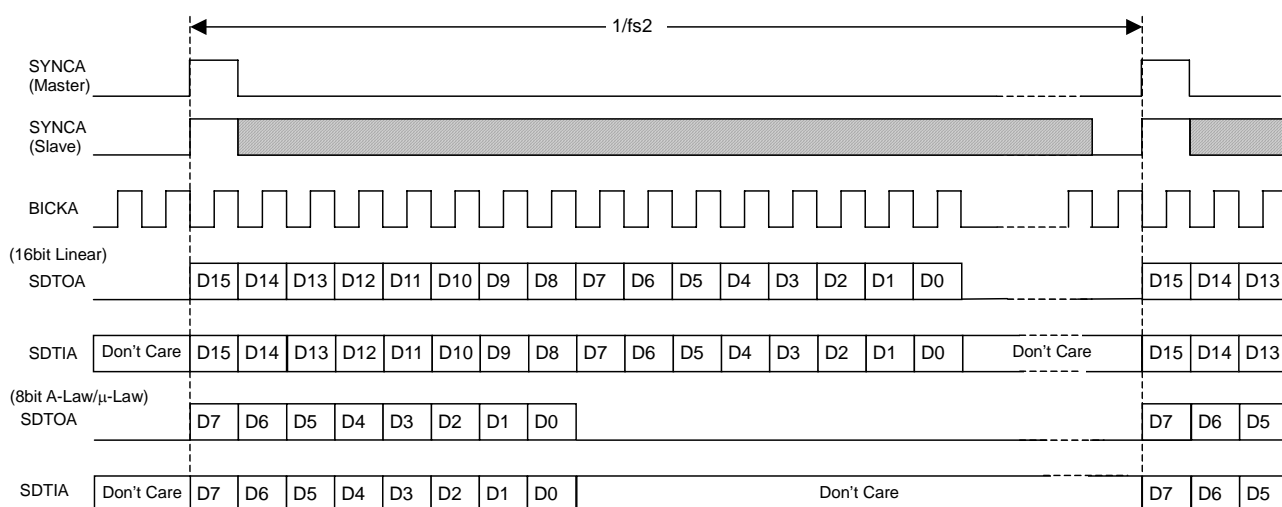 1/fs2
SYNCA
(Master)
SYNCA
(Slave)
BICKA
(16bit Linear)
SDTOA D15 D14 D13 D12 D11 D10 D9 D8 D7 D6 D5 D4 D3 D2 D1 D0 D15 D14 D13
SDTIA Don't Care D15 D14 D13 D12 D11 D10 D9 D8 D7 D6 D5 D4 D3 D2 D1 D0 Don't Care D15 D14 D13
(8bit A-Law/μ-Law)
SDTOA D7 D6 D5 D4 D3 D2 D1 D0 D7 D6 D5
SDTIA Don't Care D7 D6 D5 D4 D3 D2 D1 D0 Don't Care D7 D6 D5